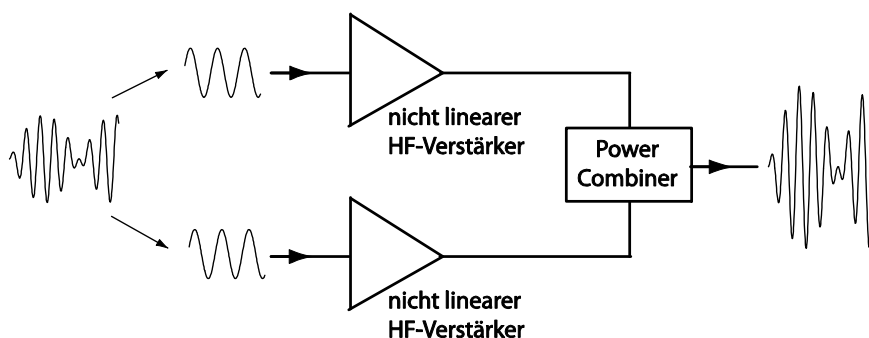 nicht linearer
HF-Verstärker
Power
Combiner
nicht linearer
HF-Verstärker